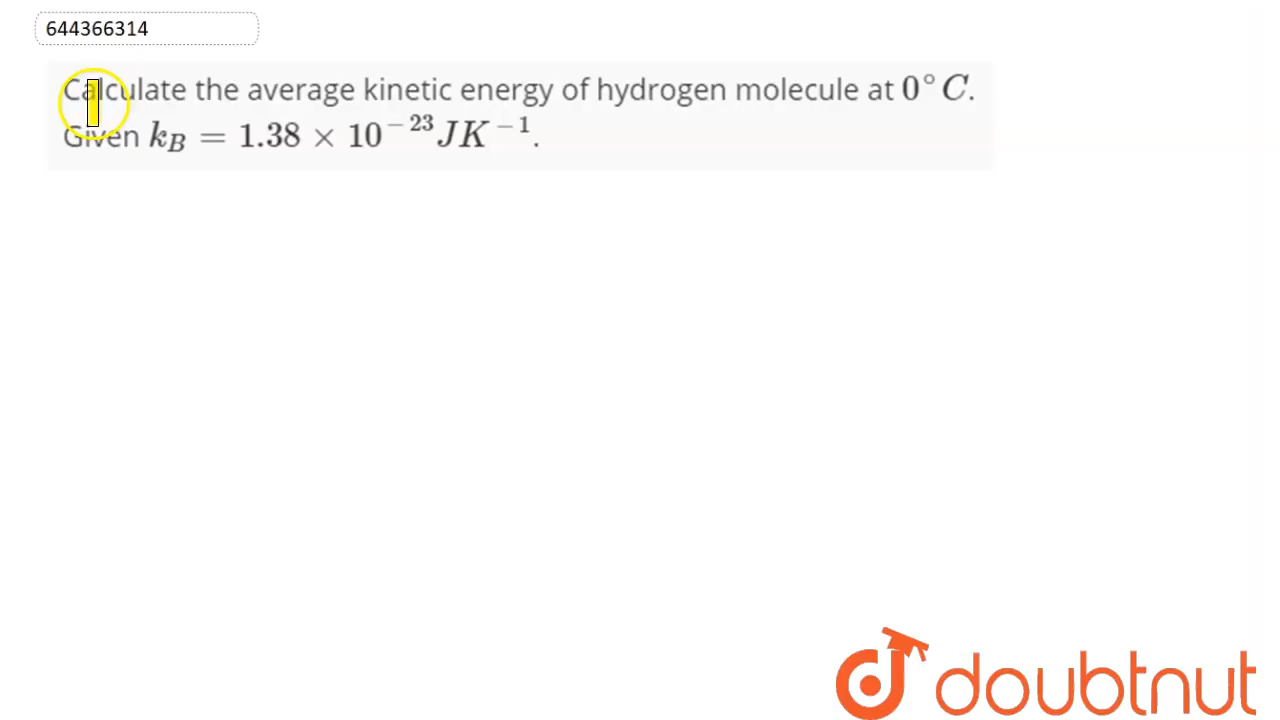 644366314
Calculate the average kinetic energy of hydrogen molecule at 0° C.
Given k_B = 1.38 × 10^{-23} J K^{-1}.
doubtnut